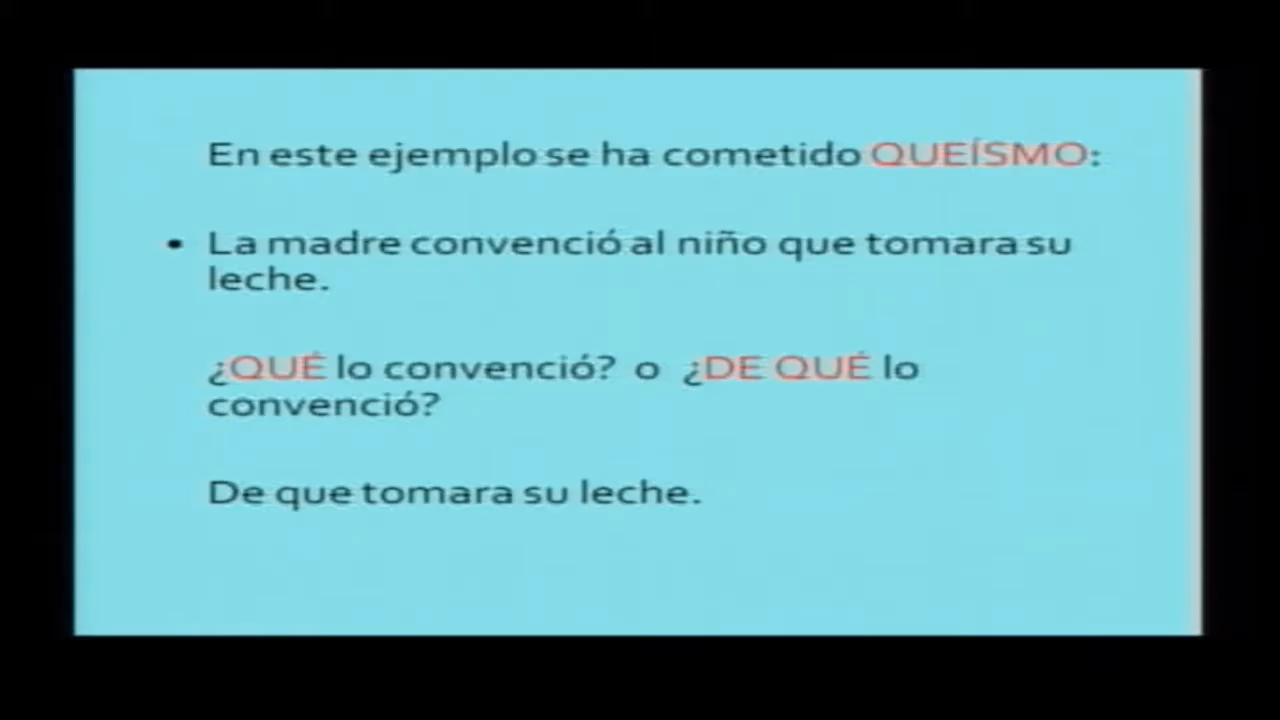 En este ejemplo se ha cometido QUEÍSMO:
• La madre convenció al niño que tomara su
leche.
¿QUÉ lo convenció? o ¿DE QUÉ lo
convenció?
De que tomara su leche.